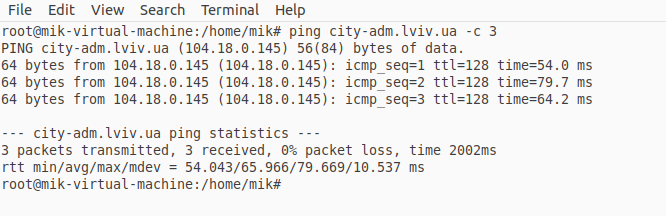 File Edit View Search Terminal Help
root@mik-virtual-machine:/home/mik# ping city-adm.lviv.ua -c 3
PING city-adm.lviv.ua (104.18.0.145) 56(84) bytes of data.
64 bytes from 104.18.0.145 (104.18.0.145): icmp_seq=1 ttl=128 time=54.0 ms
64 bytes from 104.18.0.145 (104.18.0.145): icmp_seq=2 ttl=128 time=79.7 ms
64 bytes from 104.18.0.145 (104.18.0.145): icmp_seq=3 ttl=128 time=64.2 ms
--- city-adm.lviv.ua ping statistics ---
3 packets transmitted, 3 received, 0% packet loss, time 2002ms
rtt min/avg/max/mdev = 54.043/65.966/79.669/10.537 ms
root@mik-virtual-machine:/home/mik#